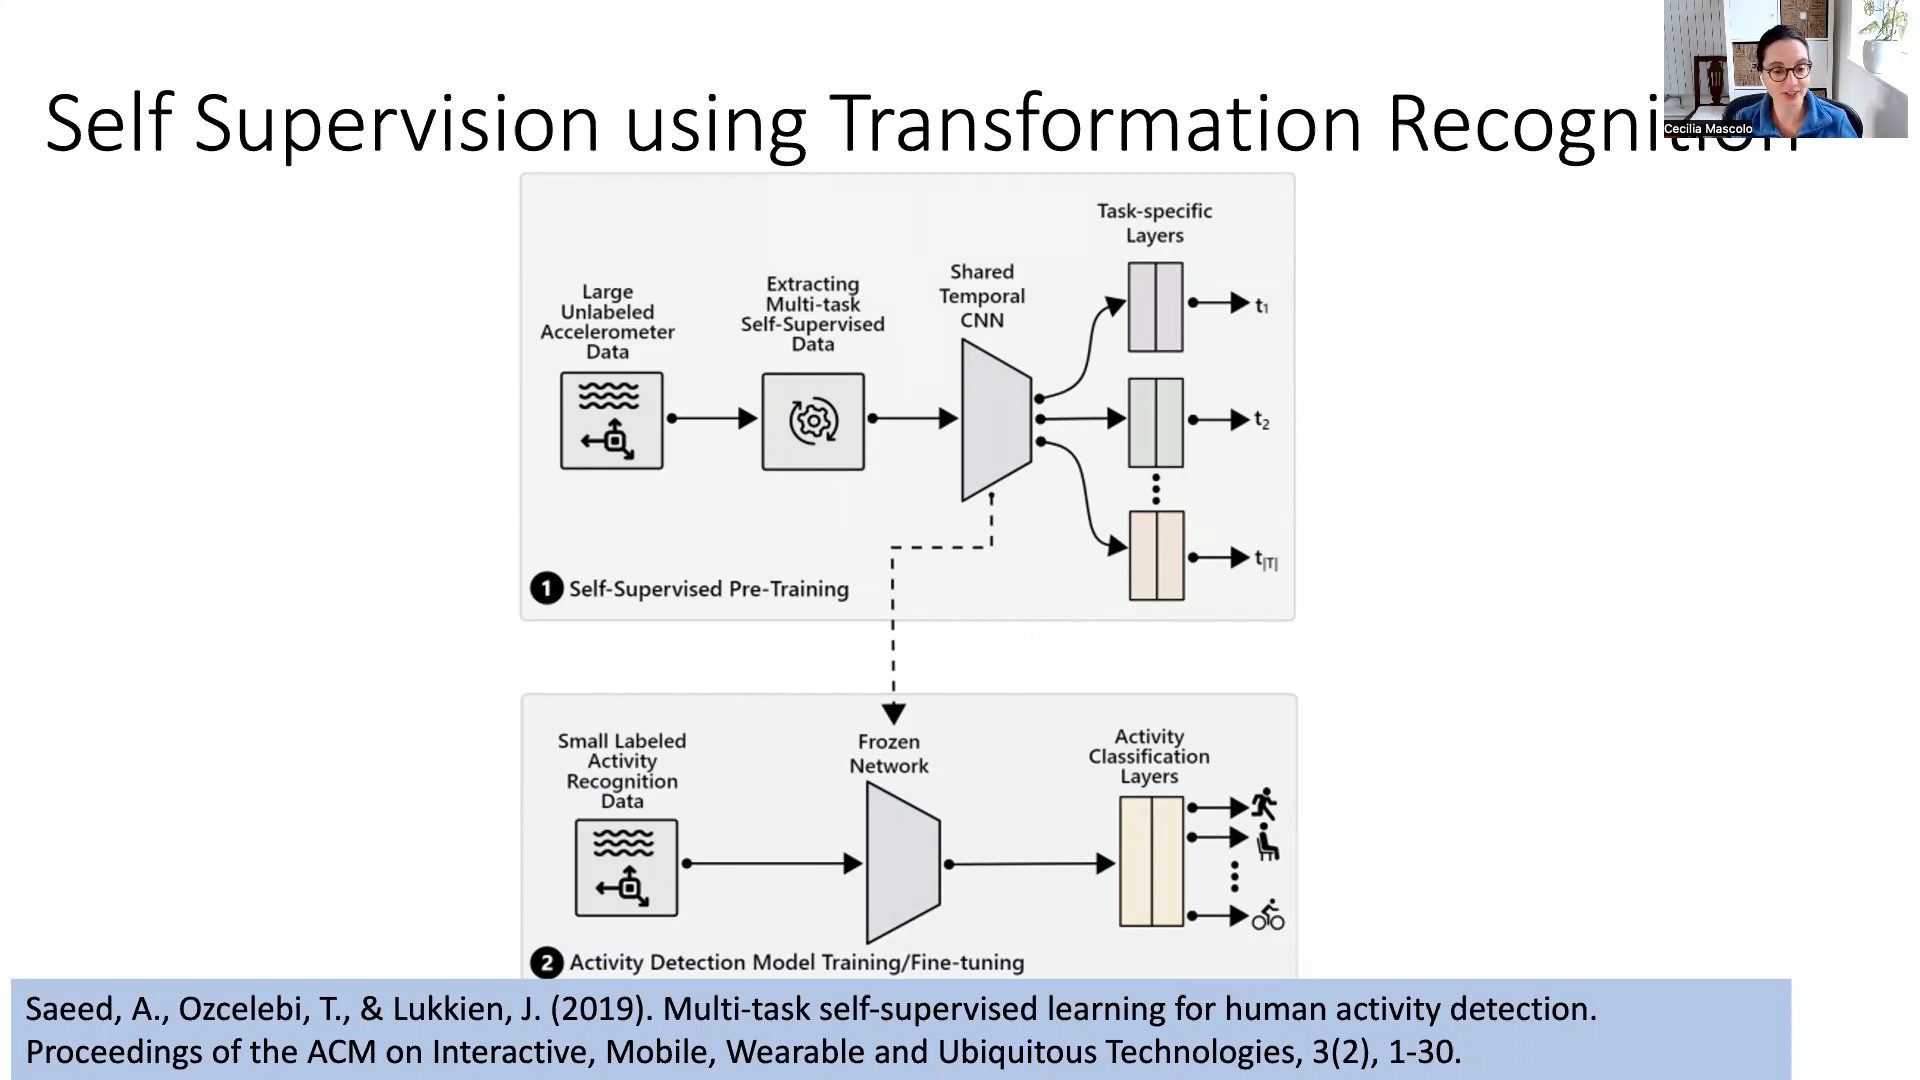 Self Supervision using Transformation Recognition
Cecilia Mascolo
Task-specific
Layers
Shared
Temporal
CNN
Extracting
Multi-task
Self-Supervised
Data
Large
Unlabeled
Accelerometer
Data
t1
t2
t|T|
1 Self-Supervised Pre-Training
Small Labeled
Activity
Recognition
Data
Frozen
Network
Activity
Classification
Layers
2 Activity Detection Model Training/Fine-tuning
Saeed, A., Ozcelebi, T., & Lukkien, J. (2019). Multi-task self-supervised learning for human activity detection.
Proceedings of the ACM on Interactive, Mobile, Wearable and Ubiquitous Technologies, 3(2), 1-30.